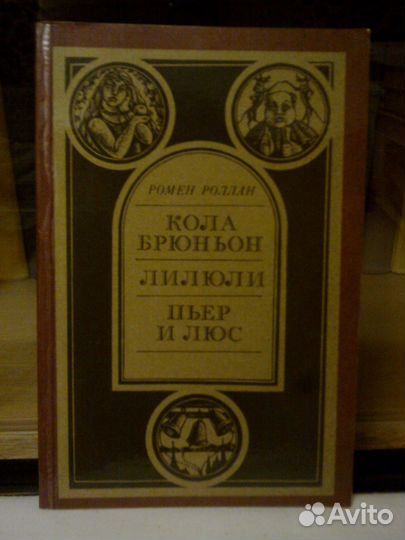 РОМЕН РОЛЛАН
КОЛА
БРЮНЬОН
ЛИЛЮЛИ
ПЬЕР
И ЛЮС
Avito